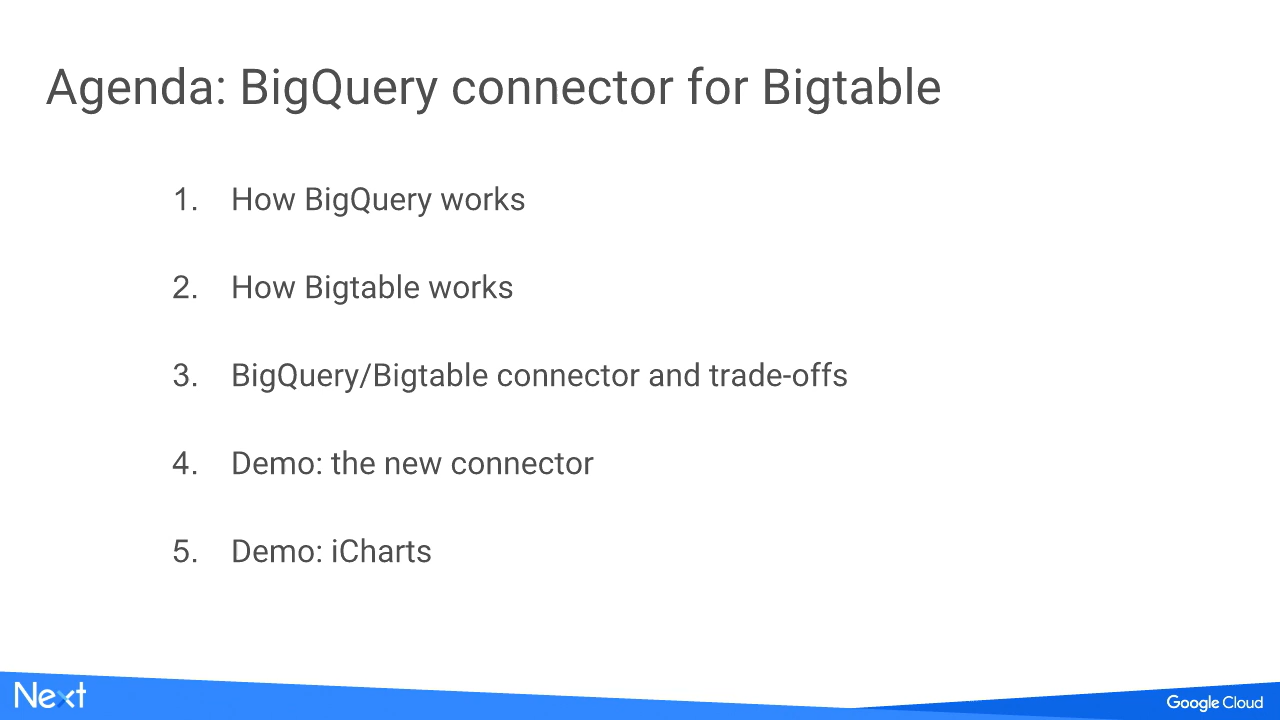 Agenda: BigQuery connector for Bigtable
1. How BigQuery works
2. How Bigtable works
3. BigQuery/Bigtable connector and trade-offs
4. Demo: the new connector
5. Demo: iCharts
Next
Google Cloud